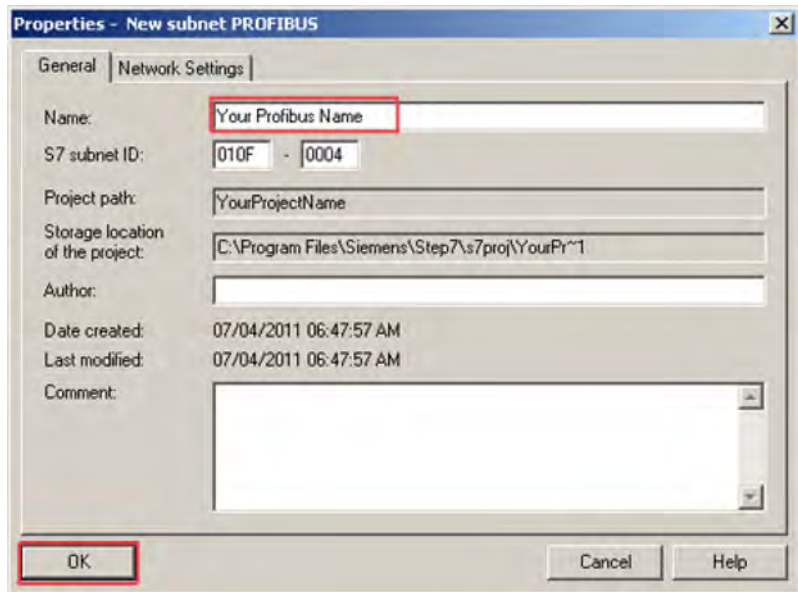 Properties - New subnet PROFIBUS
General Network Settings
Name: Your Profibus Name
S7 subnet ID: 010F - 0004
Project path: YourProjectName
Storage location
of the project: C:\Program Files\Siemens\Step7\s7proj\YourPr~1
Author:
Date created: 07/04/2011 06:47:57 AM
Last modified: 07/04/2011 06:47:57 AM
Comment:
OK Cancel Help